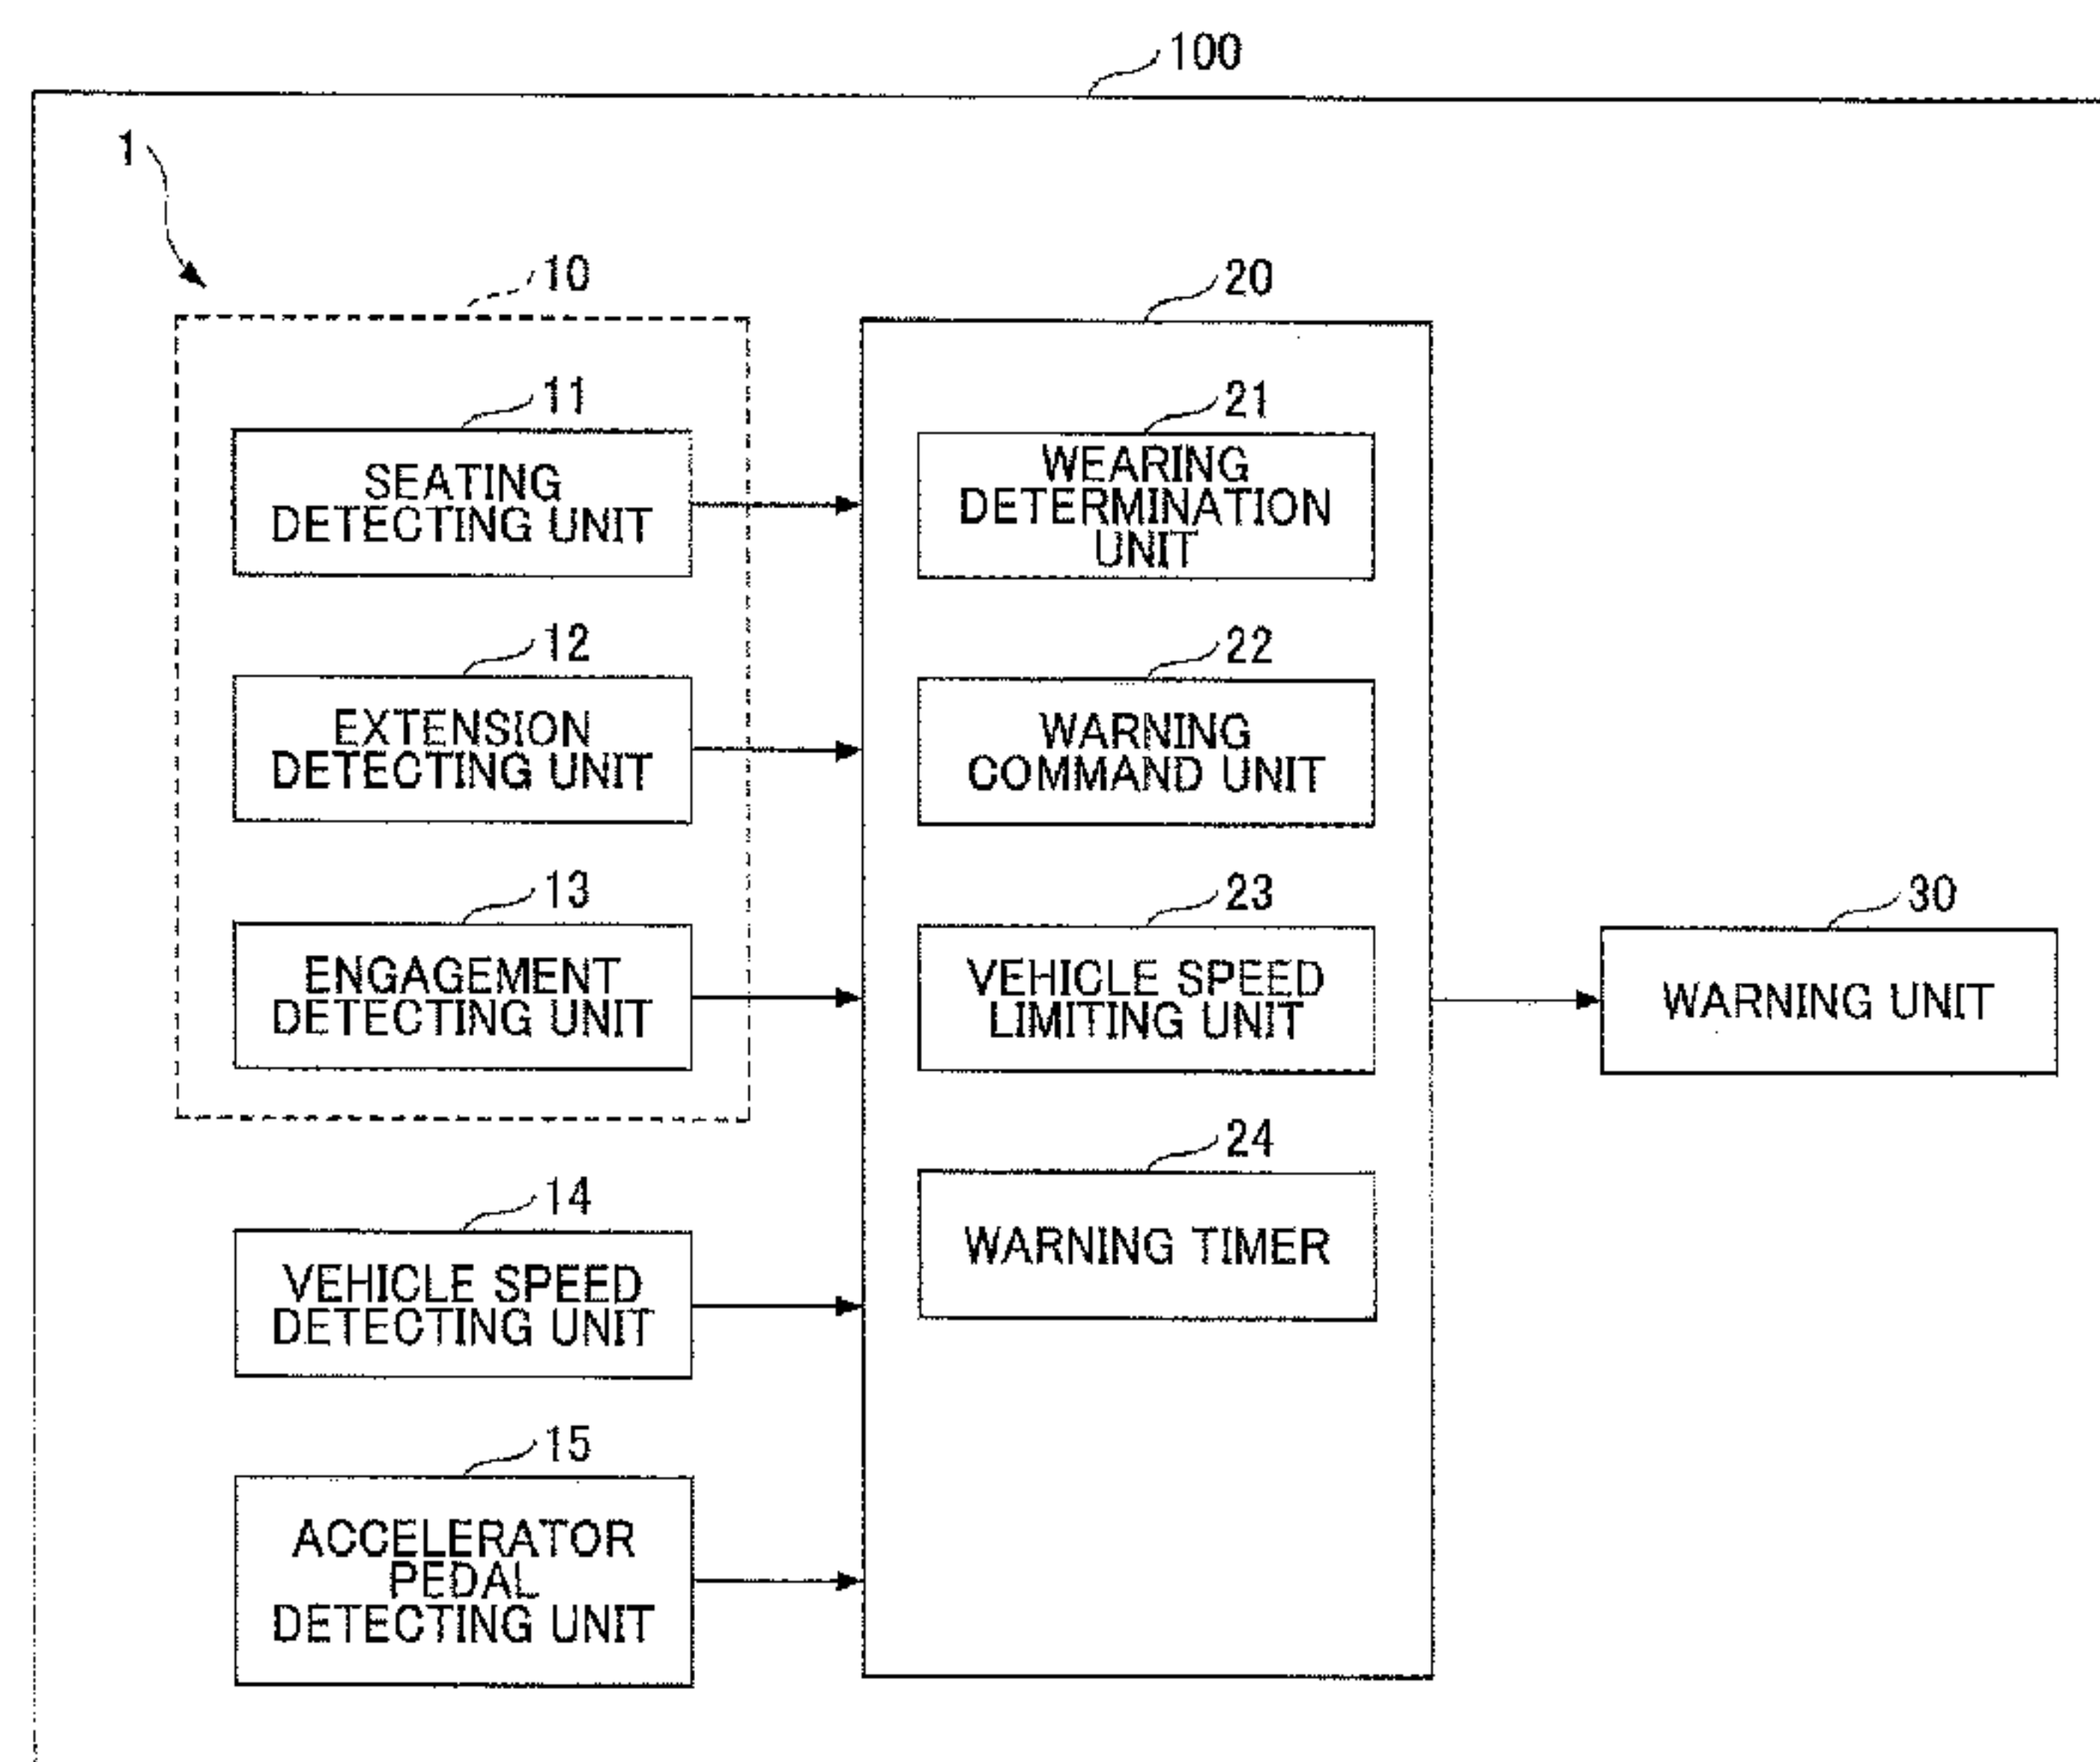 100
1
10
20
11
SEATING
DETECTING UNIT
21
WEARING
DETERMINATION
UNIT
12
EXTENSION
DETECTING UNIT
22
WARNING
COMMAND UNIT
13
ENGAGEMENT
DETECTING UNIT
23
VEHICLE SPEED
LIMITING UNIT
30
WARNING UNIT
14
VEHICLE SPEED
DETECTING UNIT
24
WARNING TIMER
15
ACCELERATOR
PEDAL
DETECTING UNIT